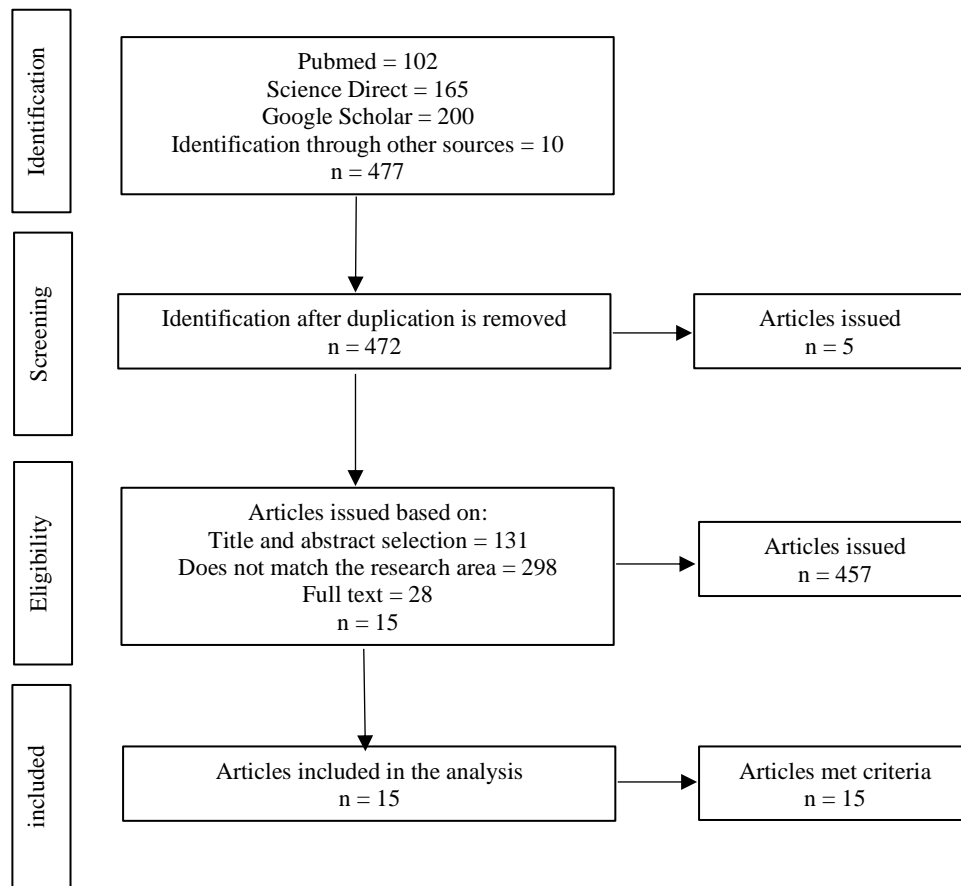 Identification
Pubmed = 102
Science Direct = 165
Google Scholar = 200
Identification through other sources = 10
n = 477
Screening
Identification after duplication is removed
n = 472
Articles issued
n = 5
Eligibility
Articles issued based on:
Title and abstract selection = 131
Does not match the research area = 298
Full text = 28
n = 15
Articles issued
n = 457
included
Articles included in the analysis
n = 15
Articles met criteria
n = 15